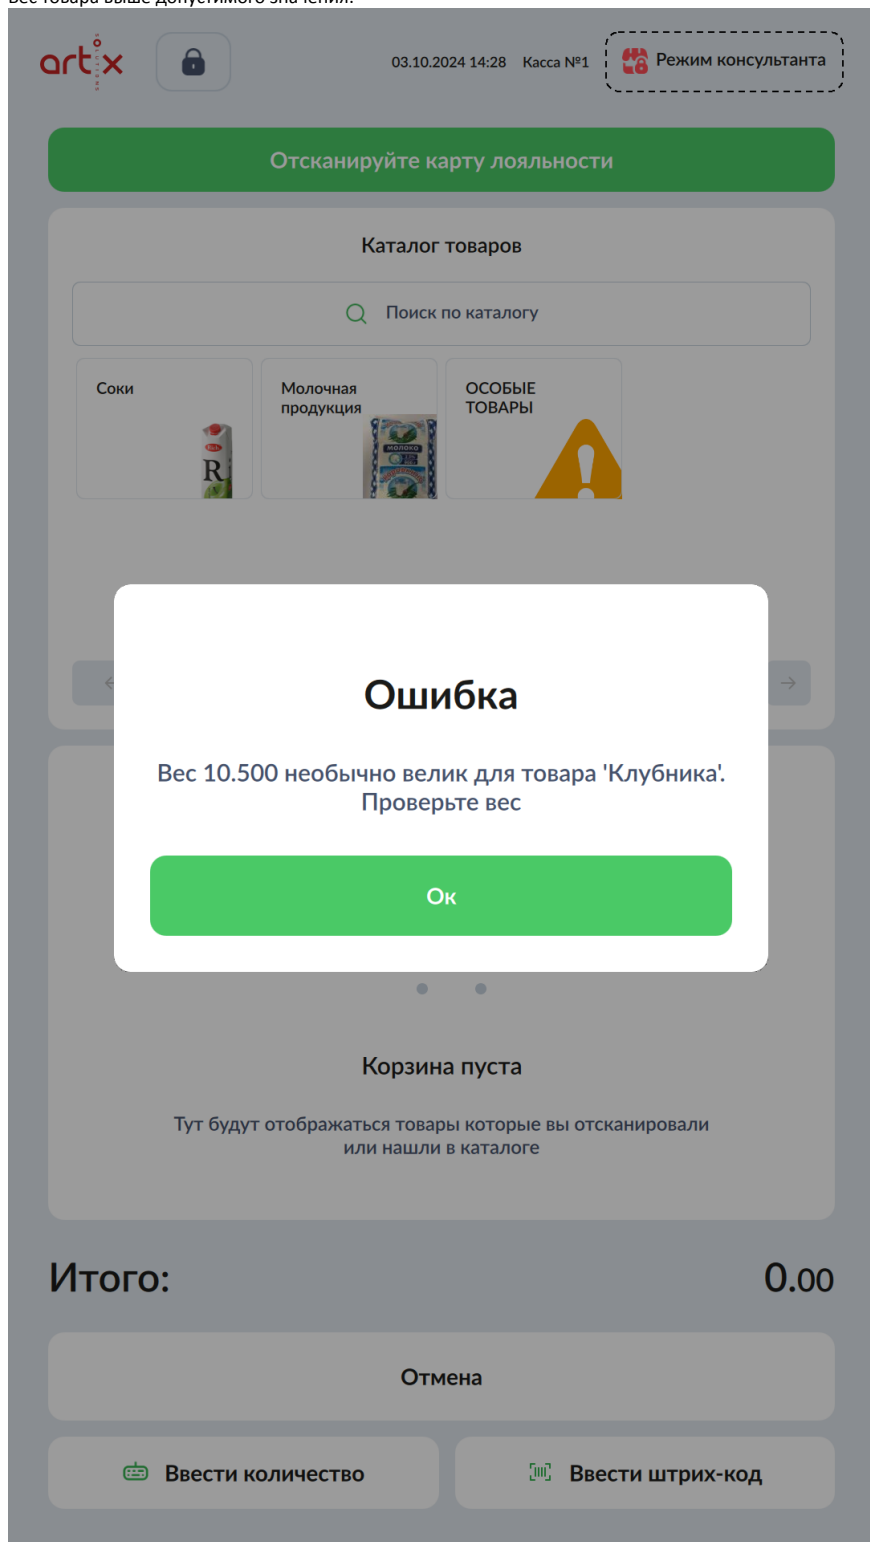 Вес товара выше допустимого значения.
artix
03.10.2024 14:28 Касса №1 Режим консультанта
Отсканируйте карту лояльности
Каталог товаров
Поиск по каталогу
Соки
Молочная
продукция
ОСОБЫЕ
ТОВАРЫ
R
МОЛОКО
Ошибка
Вес 10.500 необычно велик для товара 'Клубника'.
Проверьте вес
Ок
Корзина пуста
Тут будут отображаться товары которые вы отсканировали
или нашли в каталоге
Итого:
0.00
Отмена
Ввести количество
Ввести штрих-код